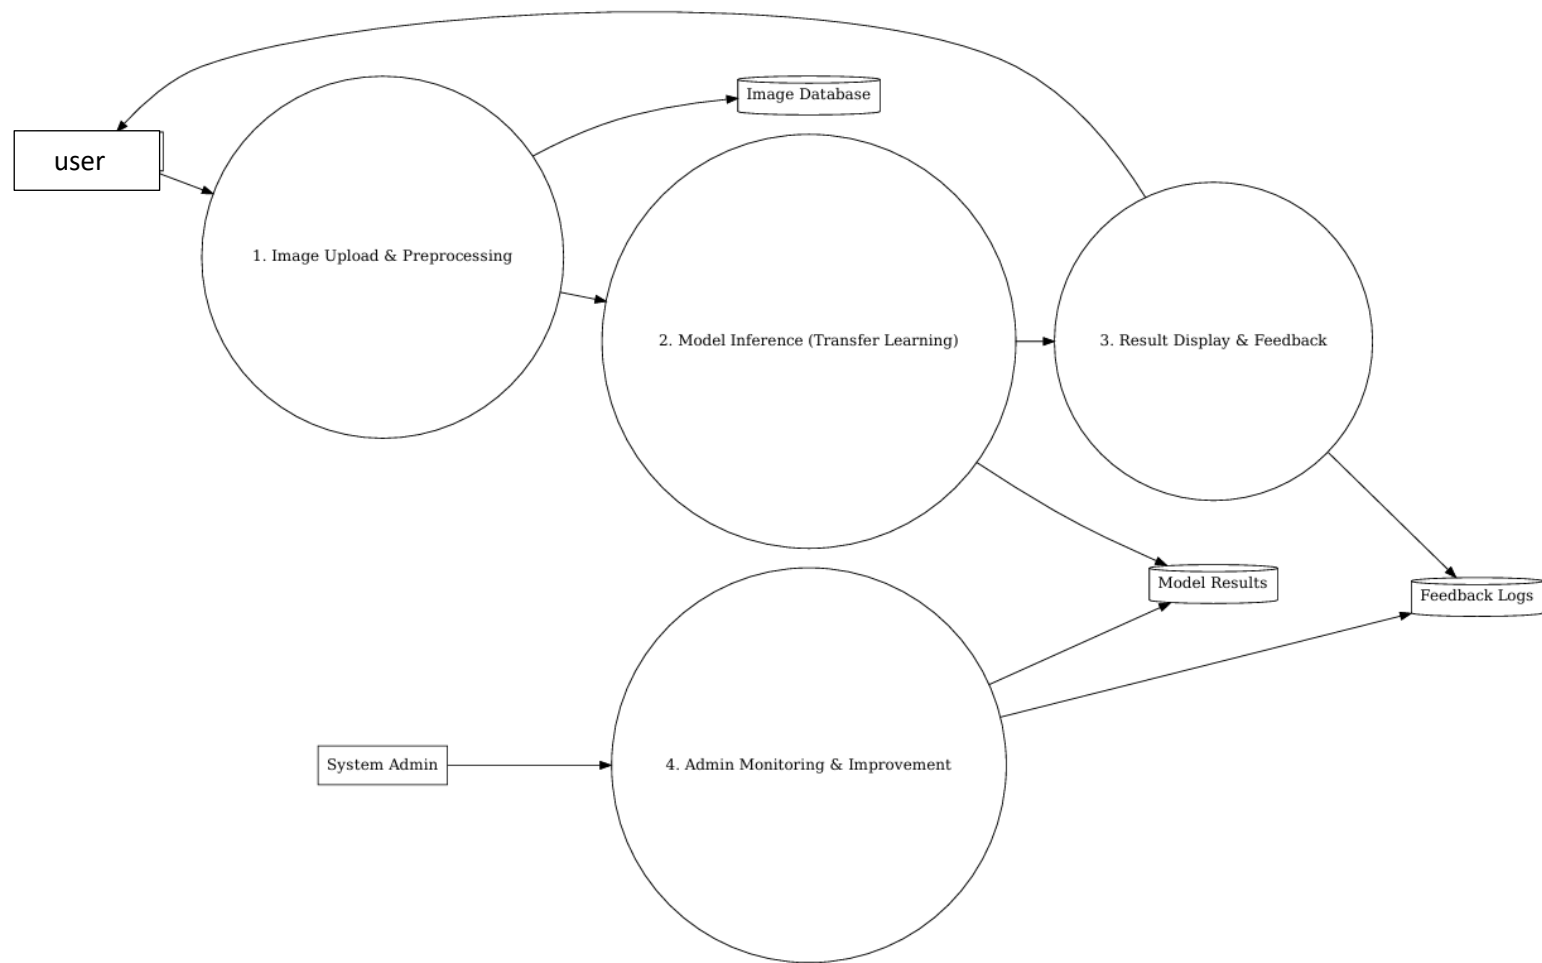 Image Database
user
1. Image Upload & Preprocessing
2. Model Inference (Transfer Learning)
3. Result Display & Feedback
Model Results
Feedback Logs
System Admin
4. Admin Monitoring & Improvement